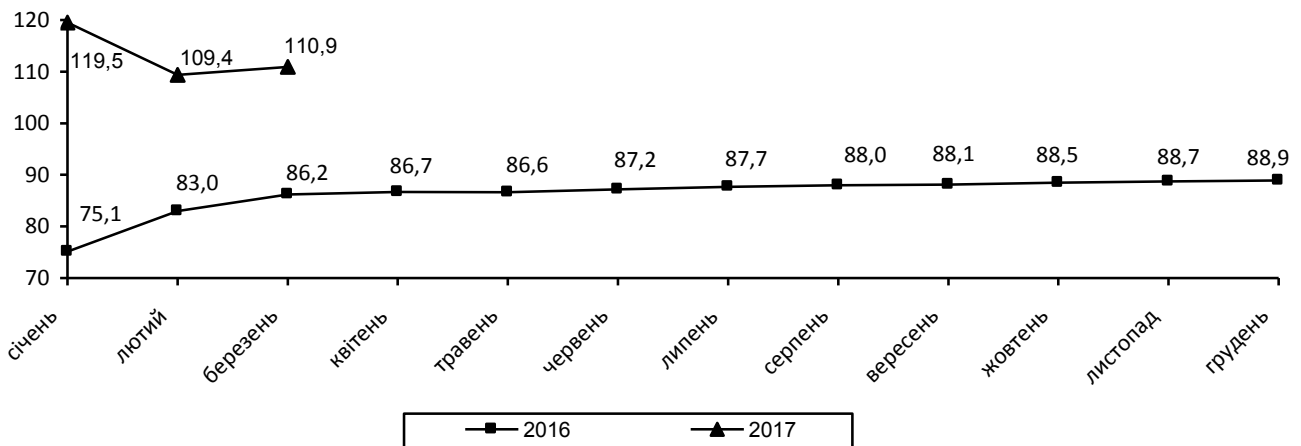 120
119,5
109,4
110,9
110
100
90
83,0
86,2
86,7
86,6
87,2
87,7
88,0
88,1
88,5
88,7
88,9
80
75,1
70
січень
лютий
березень
квітень
травень
червень
липень
серпень
вересень
жовтень
листопад
грудень
2016
2017